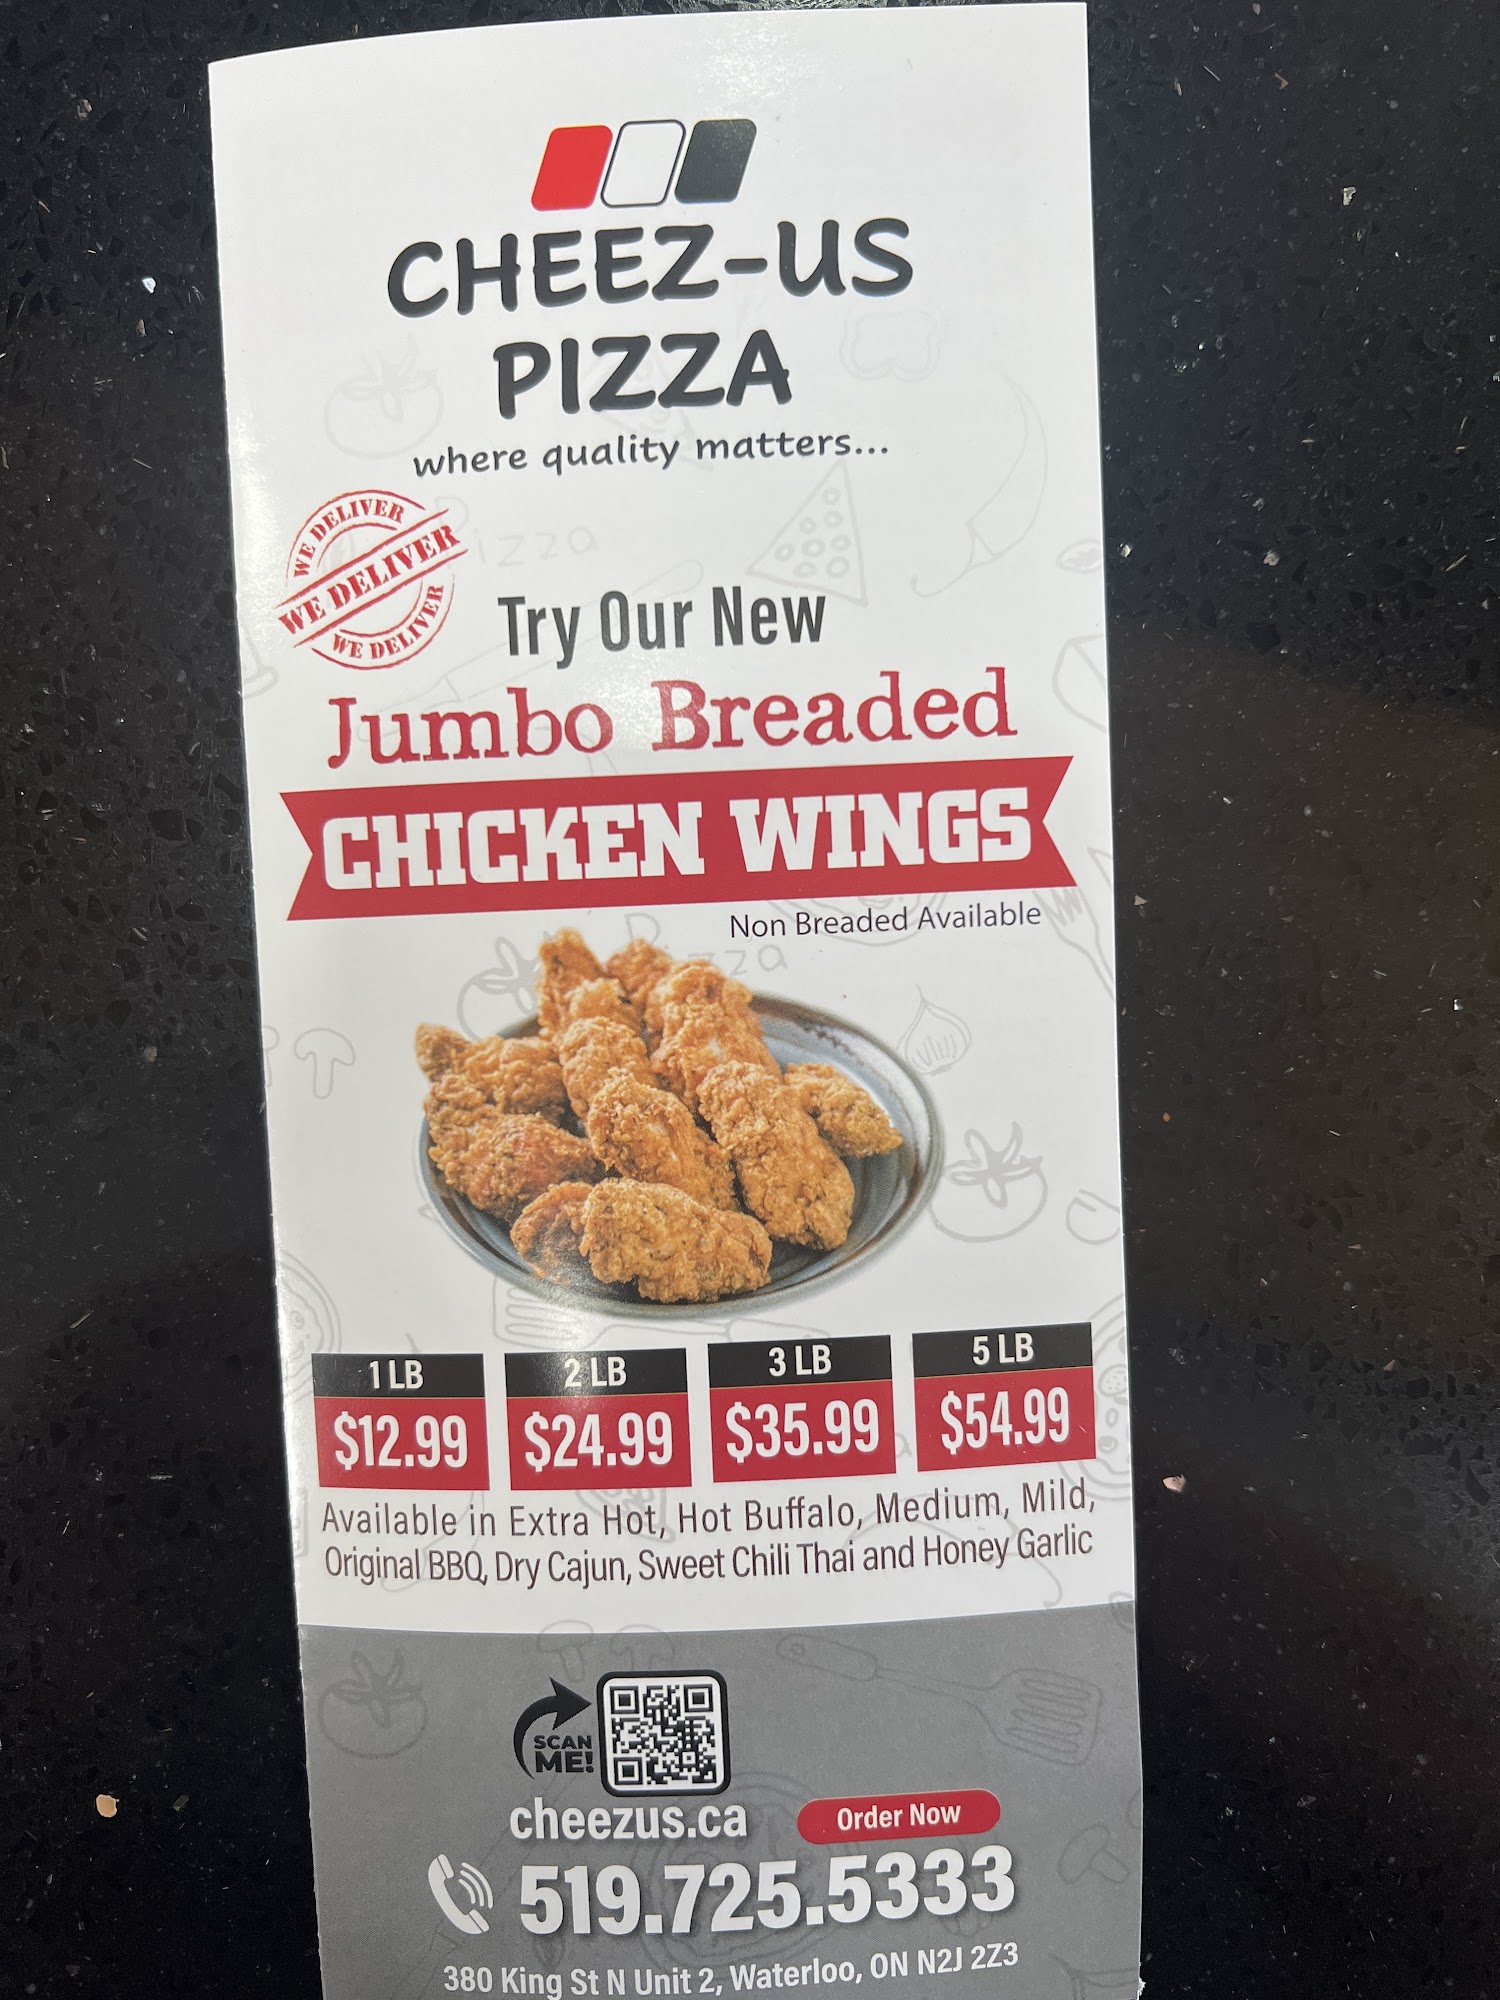 CHEEZ-US
PIZZA
where quality matters...
WE DELIVER
WE DELIVER
WE DELIVER
Try Our New
Jumbo Breaded
CHICKEN WINGS
Non Breaded Available
1 LB
$12.99
2 LB
$24.99
3 LB
$35.99
5 LB
$54.99
Available in Extra Hot, Hot Buffalo, Medium, Mild,
Original BBQ, Dry Cajun, Sweet Chili Thai and Honey Garlic
SCAN
ME!
cheezus.ca
Order Now
519.725.5333
380 King St N Unit 2, Waterloo, ON N2J 2Z3